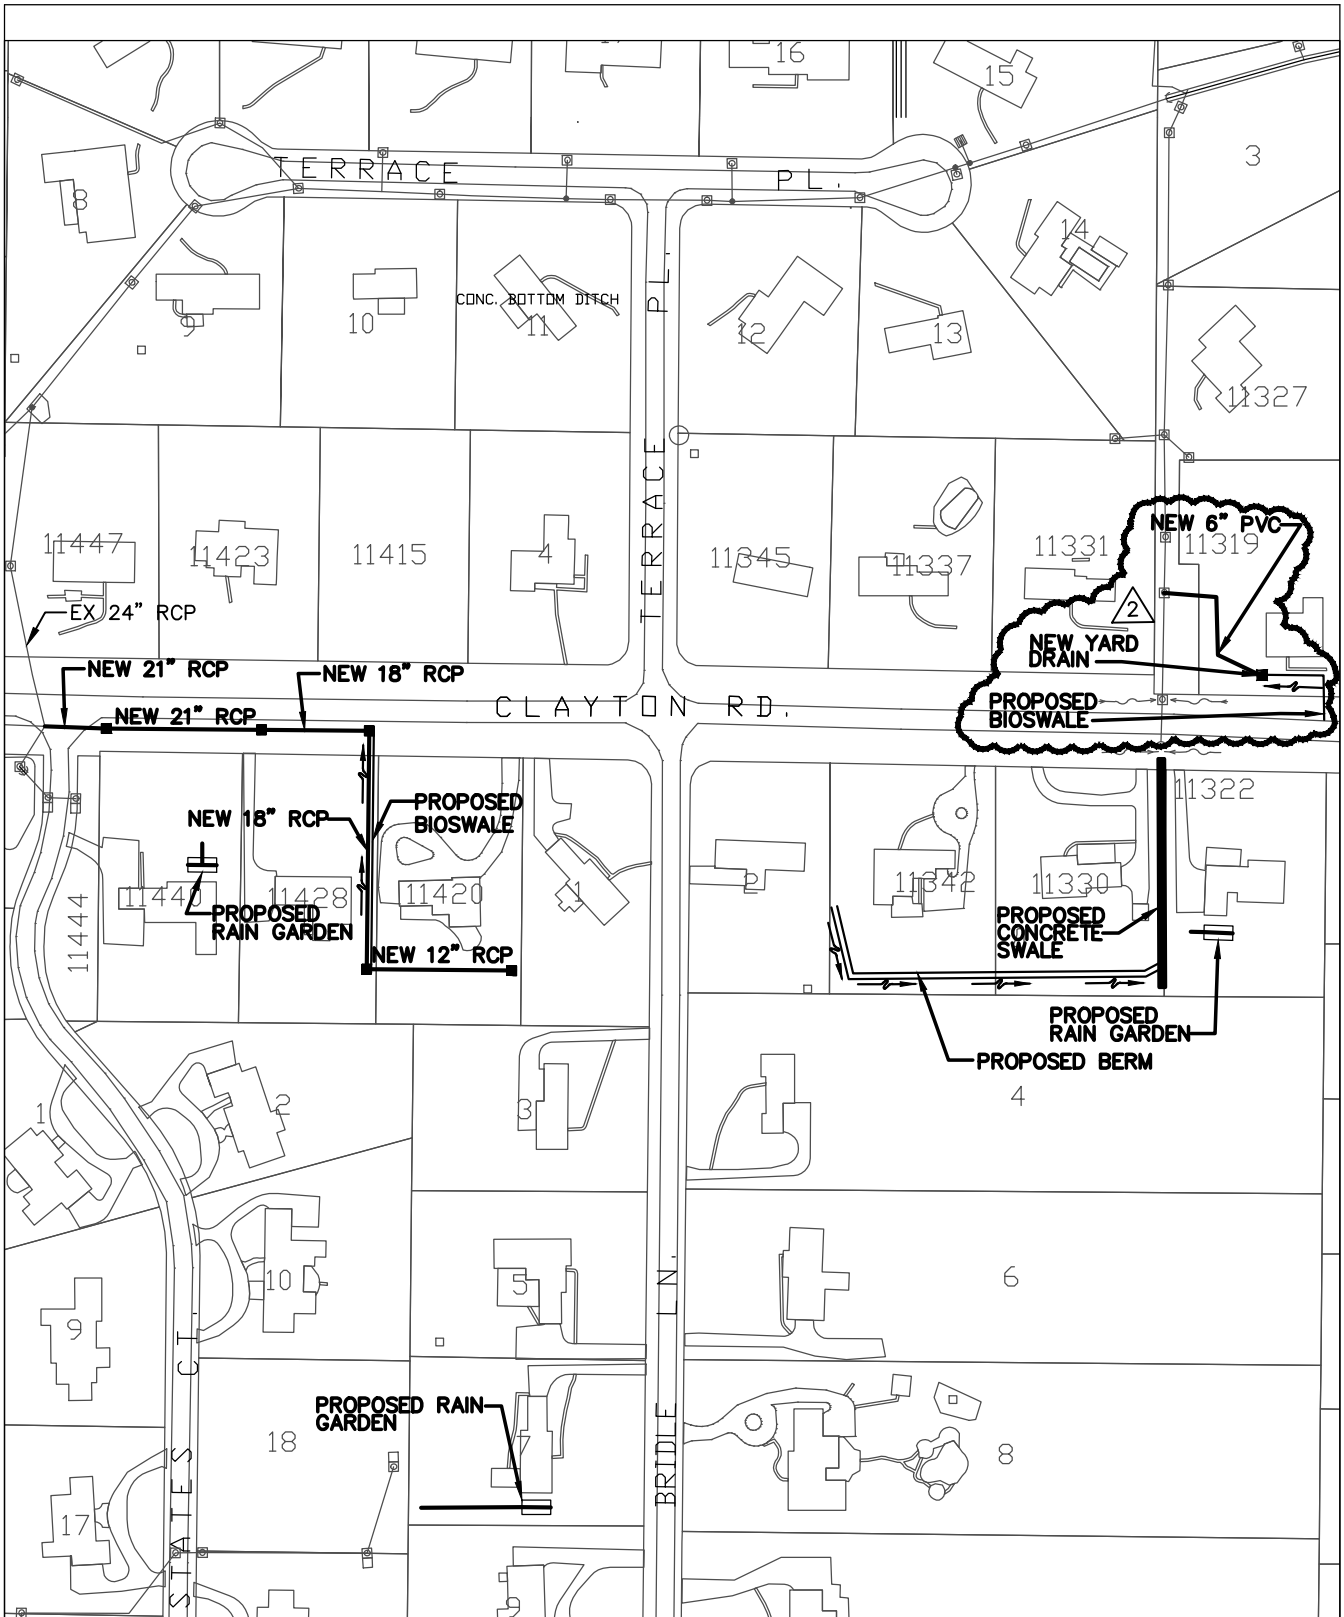 16
15
3
TERRACE PL.
8
14
CONC. BOTTOM DITCH
9
10
11
12
13
TERRACE PL.
11327
11447
11423
11415
4
11345
11337
11331
NEW 6" PVC
11319
2
EX 24" RCP
NEW YARD
DRAIN
NEW 21" RCP
NEW 18" RCP
CLAYTON RD.
PROPOSED
BIOSWALE
NEW 21" RCP
NEW 18" RCP
PROPOSED
BIOSWALE
11322
11444
11440
11428
11420
1
2
11342
11330
PROPOSED
RAIN GARDEN
PROPOSED
CONCRETE
SWALE
NEW 12" RCP
PROPOSED
RAIN GARDEN
PROPOSED BERM
1
2
3
4
10
5
6
9
STATES CT.
BRIDLE LN.
PROPOSED RAIN
GARDEN
18
7
8
17
9